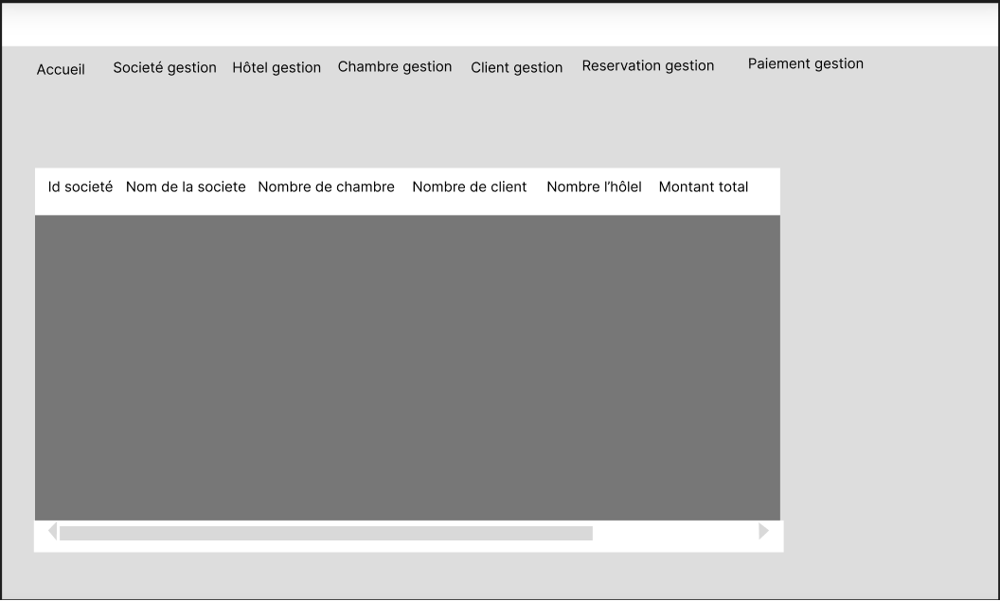 Accueil Societé gestion Hôtel gestion Chambre gestion Client gestion Reservation gestion Paiement gestion
Id societé Nom de la societe Nombre de chambre Nombre de client Nombre l’hôlel Montant total